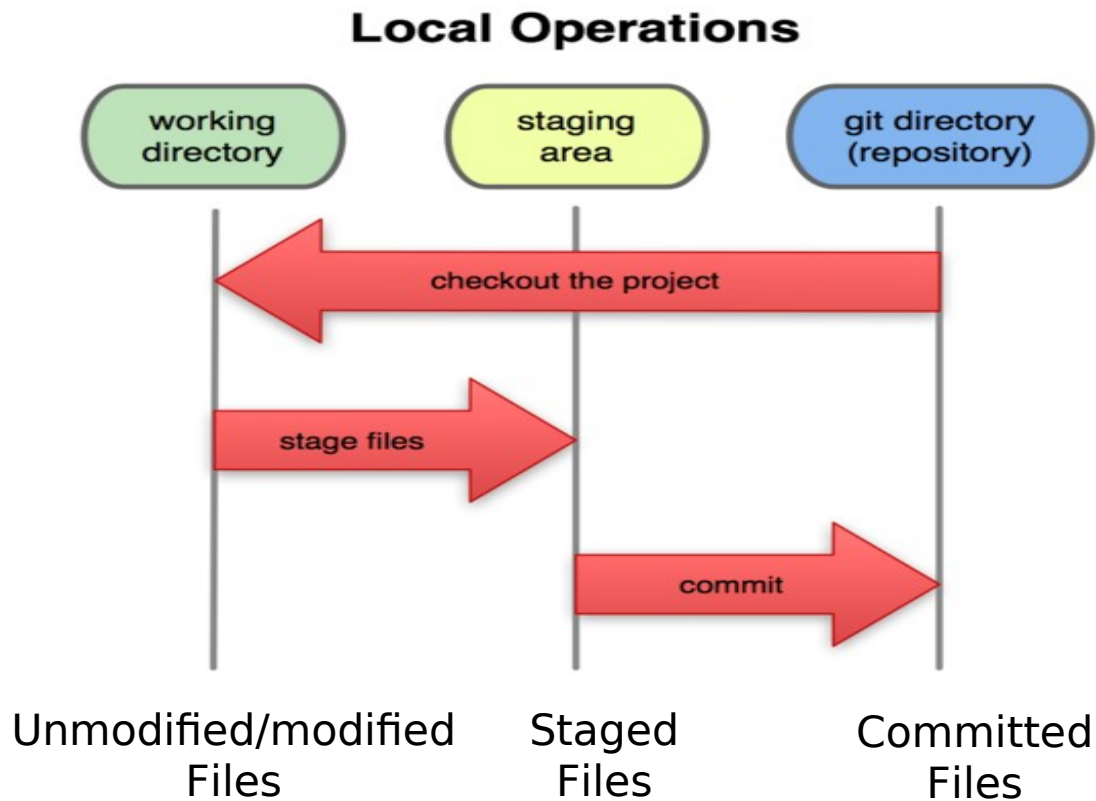 Local Operations
working
directory
staging
area
git directory
(repository)
checkout the project
stage files
commit
Unmodified/modified
Files
Staged
Files
Committed
Files